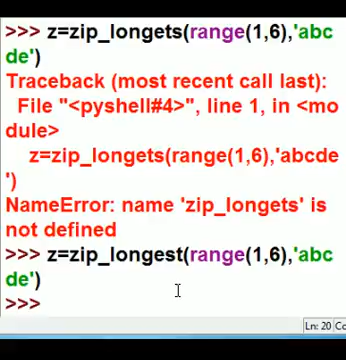 >>> z=zip_longets(range(1,6),'abc
de')
Traceback (most recent call last):
  File "<pyshell#4>", line 1, in <mo
dule>
    z=zip_longets(range(1,6),'abcde
')
NameError: name 'zip_longets' is
not defined
>>> z=zip_longest(range(1,6),'abc
de')
>>>
Ln: 20 Co